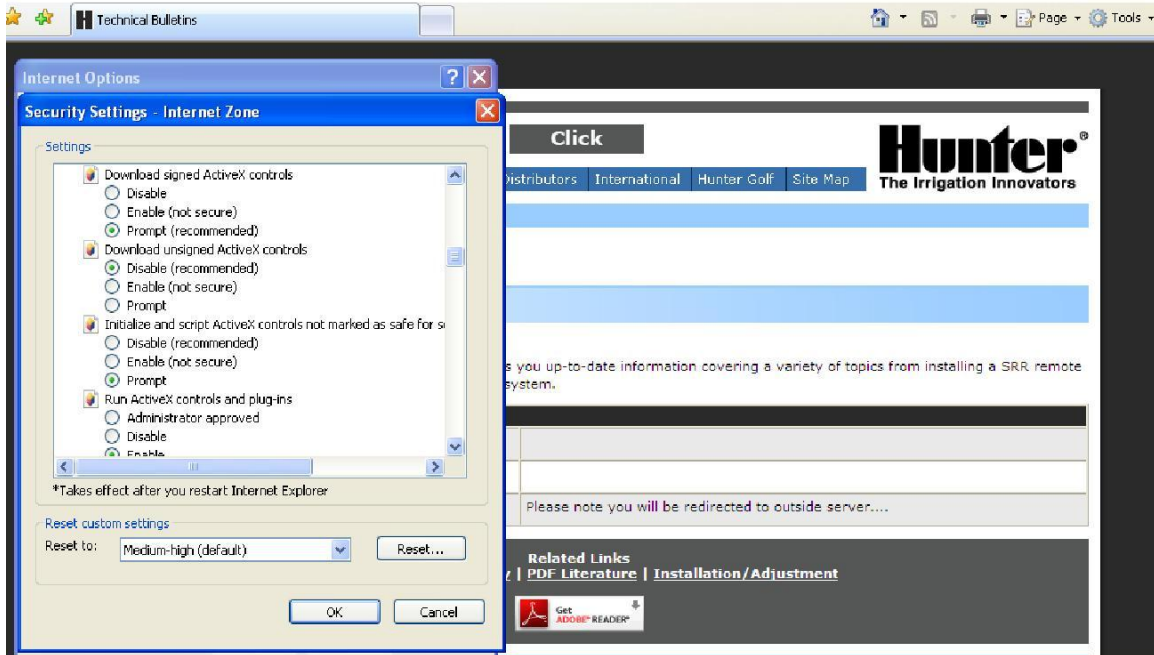 Technical Bulletins
Page
Tools
Internet Options
Security Settings - Internet Zone
Settings
Download signed ActiveX controls
Disable
Enable (not secure)
Prompt (recommended)
Download unsigned ActiveX controls
Disable (recommended)
Enable (not secure)
Prompt
Initialize and script ActiveX controls not marked as safe for
Disable (recommended)
Enable (not secure)
Prompt
Run ActiveX controls and plug-ins
Administrator approved
Disable
Enable
*Takes effect after you restart Internet Explorer
Reset custom settings
Reset to: Medium-high (default) Reset...
OK Cancel
Click
Hunter®
The Irrigation Innovators
Distributors International Hunter Golf Site Map
s you up-to-date information covering a variety of topics from installing a SRR remote
system.
Please note you will be redirected to outside server....
Related Links
| PDF Literature | Installation/Adjustment
Get
ADOBE® READER®